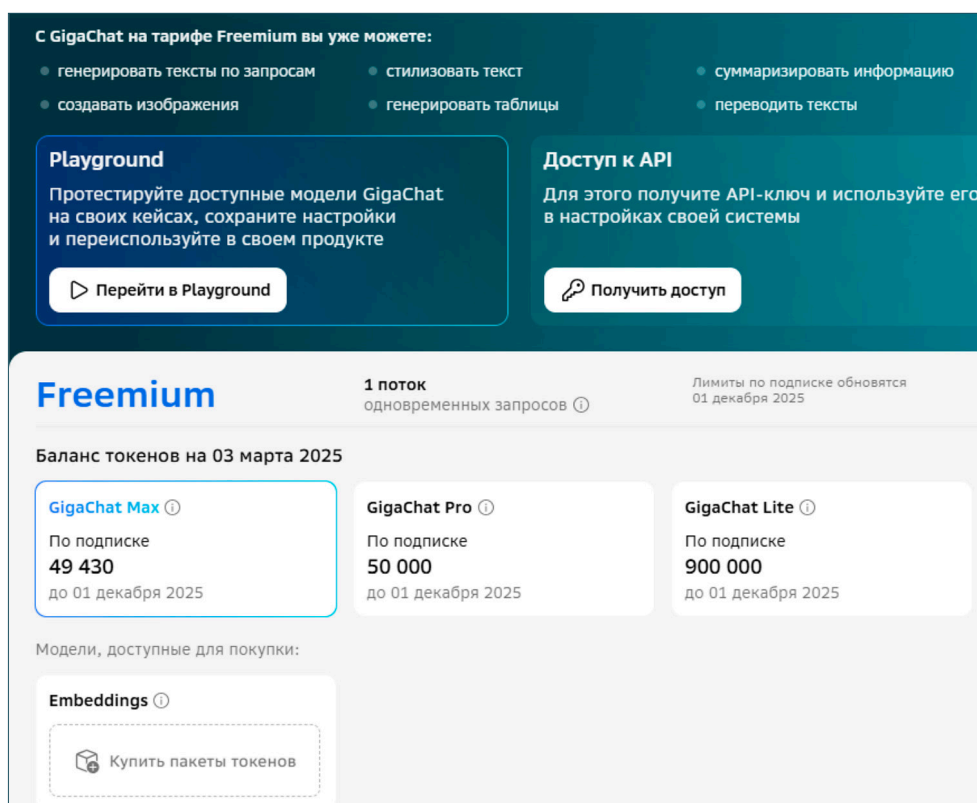 С GigaChat на тарифе Freemium вы уже можете:
генерировать тексты по запросам
стилизовать текст
суммаризировать информацию
создавать изображения
генерировать таблицы
переводить тексты
Playground
Протестируйте доступные модели GigaChat
на своих кейсах, сохраните настройки
и переиспользуйте в своем продукте
Перейти в Playground
Доступ к API
Для этого получите API-ключ и используйте его
в настройках своей системы
Получить доступ
Freemium
1 поток
одновременных запросов
Лимиты по подписке обновятся
01 декабря 2025
Баланс токенов на 03 марта 2025
GigaChat Max
По подписке
49 430
до 01 декабря 2025
GigaChat Pro
По подписке
50 000
до 01 декабря 2025
GigaChat Lite
По подписке
900 000
до 01 декабря 2025
Модели, доступные для покупки:
Embeddings
Купить пакеты токенов